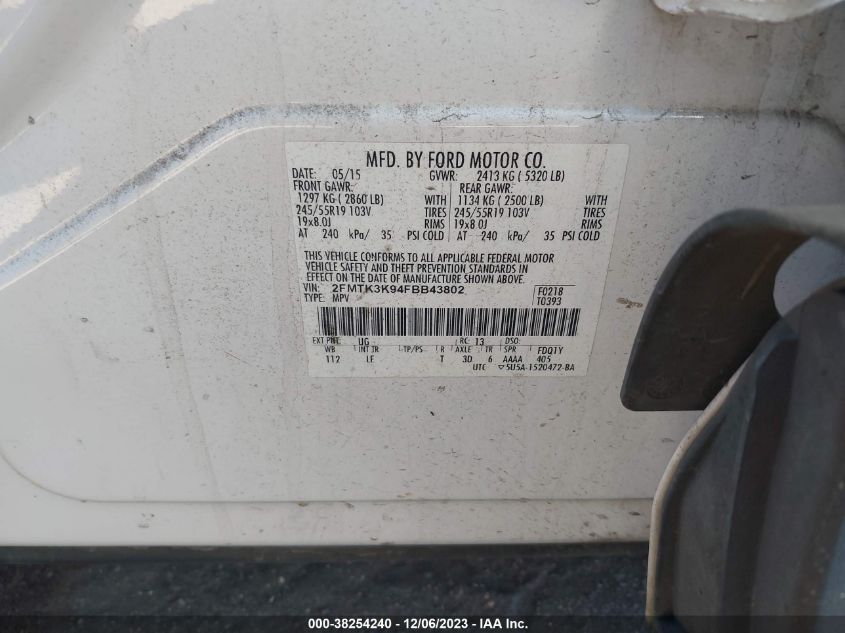 MFD. BY FORD MOTOR CO.
DATE: 05/15 GVWR: 2413 KG ( 5320 LB)
FRONT GAWR: REAR GAWR:
1297 KG ( 2860 LB) WITH 1134 KG ( 2500 LB) WITH
245/55R19 103V TIRES 245/55R19 103V TIRES
19x8.0J RIMS 19x8.0J RIMS
AT 240 kPa/ 35 PSI COLD AT 240 kPa/ 35 PSI COLD
THIS VEHICLE CONFORMS TO ALL APPLICABLE FEDERAL MOTOR
VEHICLE SAFETY AND THEFT PREVENTION STANDARDS IN
EFFECT ON THE DATE OF MANUFACTURE SHOWN ABOVE.
VIN: 2FMTK3K94FBB43802 F0218
TYPE: MPV T0393
EXT PNT: UG RC: 13 DSO:
WB INT TR TP/PS R AXLE TR SPR FDQ1Y
112 LE T 3D 6 AAAA 405
UTC ▽5U5A-1520472-BA
000-38254240 - 12/06/2023 - © IAA Holdings, LLC.